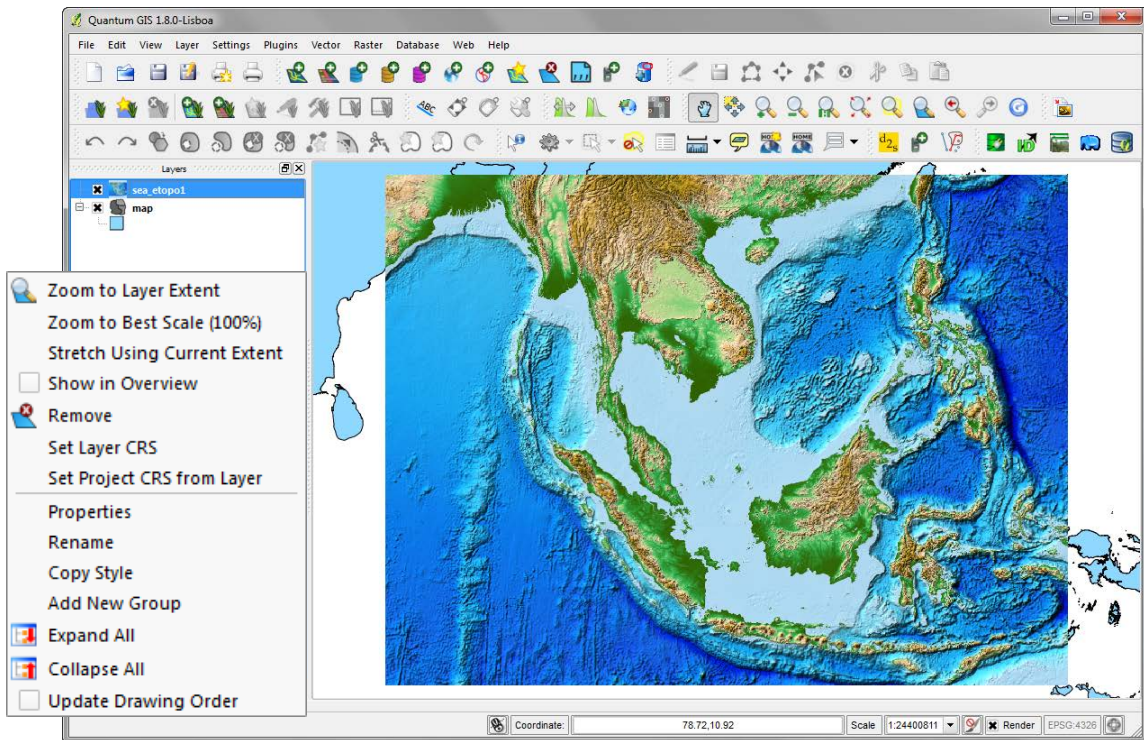 Quantum GIS 1.8.0-Lisboa
File Edit View Layer Settings Plugins Vector Raster Database Web Help
ABC
HOME
d2s
Layers
sea_etopo1
map
Zoom to Layer Extent
Zoom to Best Scale (100%)
Stretch Using Current Extent
Show in Overview
Remove
Set Layer CRS
Set Project CRS from Layer
Properties
Rename
Copy Style
Add New Group
Expand All
Collapse All
Update Drawing Order
Coordinate: 78.72,10.92 Scale 1:24400811 Render EPSG:4326